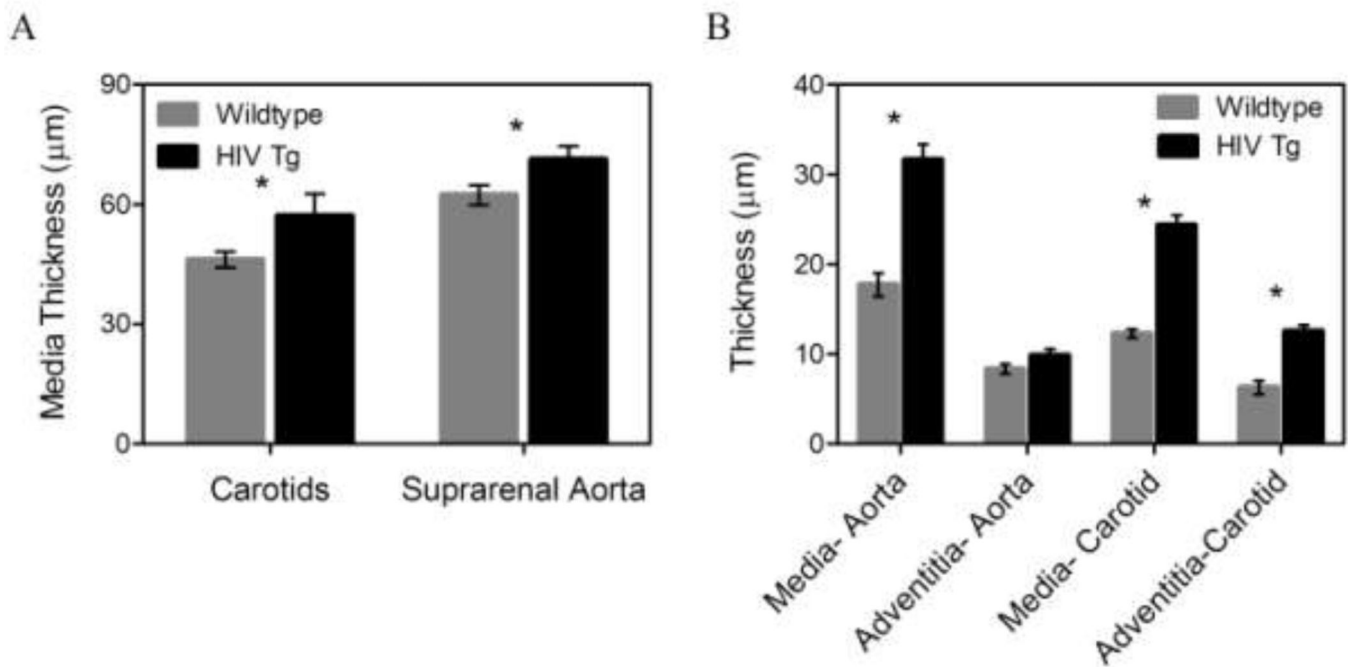 A
Media Thickness (μm)
90
60
30
0
Wildtype
HIV Tg
*
*
Carotids
Suprarenal Aorta
B
Thickness (μm)
40
30
20
10
0
Wildtype
HIV Tg
*
*
*
Media- Aorta
Adventitia- Aorta
Media- Carotid
Adventitia-Carotid